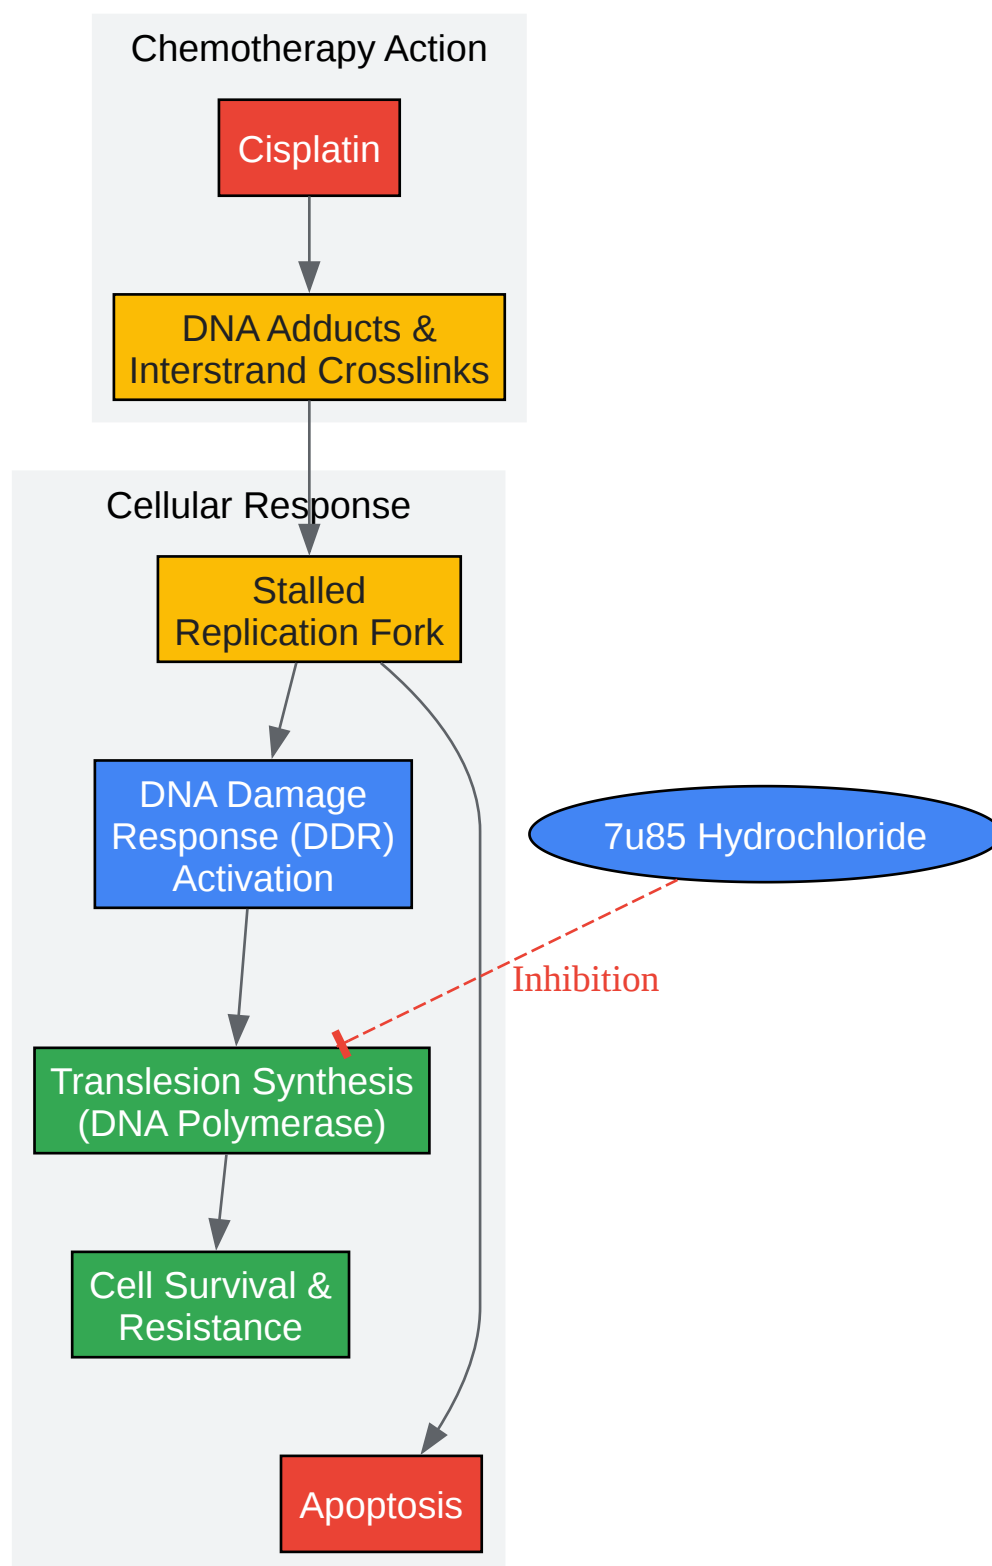 Chemotherapy Action
Cisplatin
DNA Adducts &
Interstrand Crosslinks
Cellular Response
Stalled
Replication Fork
DNA Damage
Response (DDR)
Activation
7u85 Hydrochloride
Inhibition
Translesion Synthesis
(DNA Polymerase)
Cell Survival &
Resistance
Apoptosis